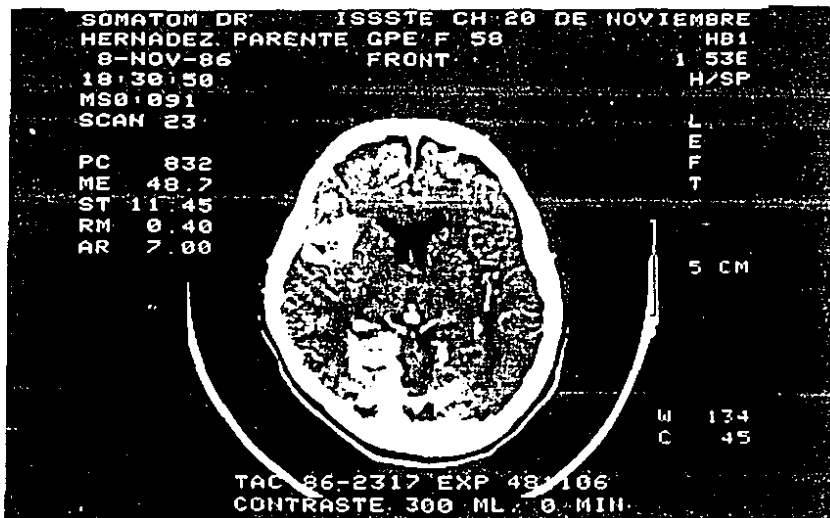 SOMATOM DR ISSSTE CH 20 DE NOVIEMBRE
HERNADEZ PARENTE GPE F 58 HB1
8-NOV-86 FRONT 1 53E
18:30:50 H/SP
MS0:091
SCAN 23
LEFT
PC 832
ME 48.7
ST 11.45
RM 0.40
AR 7.00
5 CM
W 134
C 45
TAC 86-2317 EXP 481106
CONTRASTE 300 ML. 0 MIN